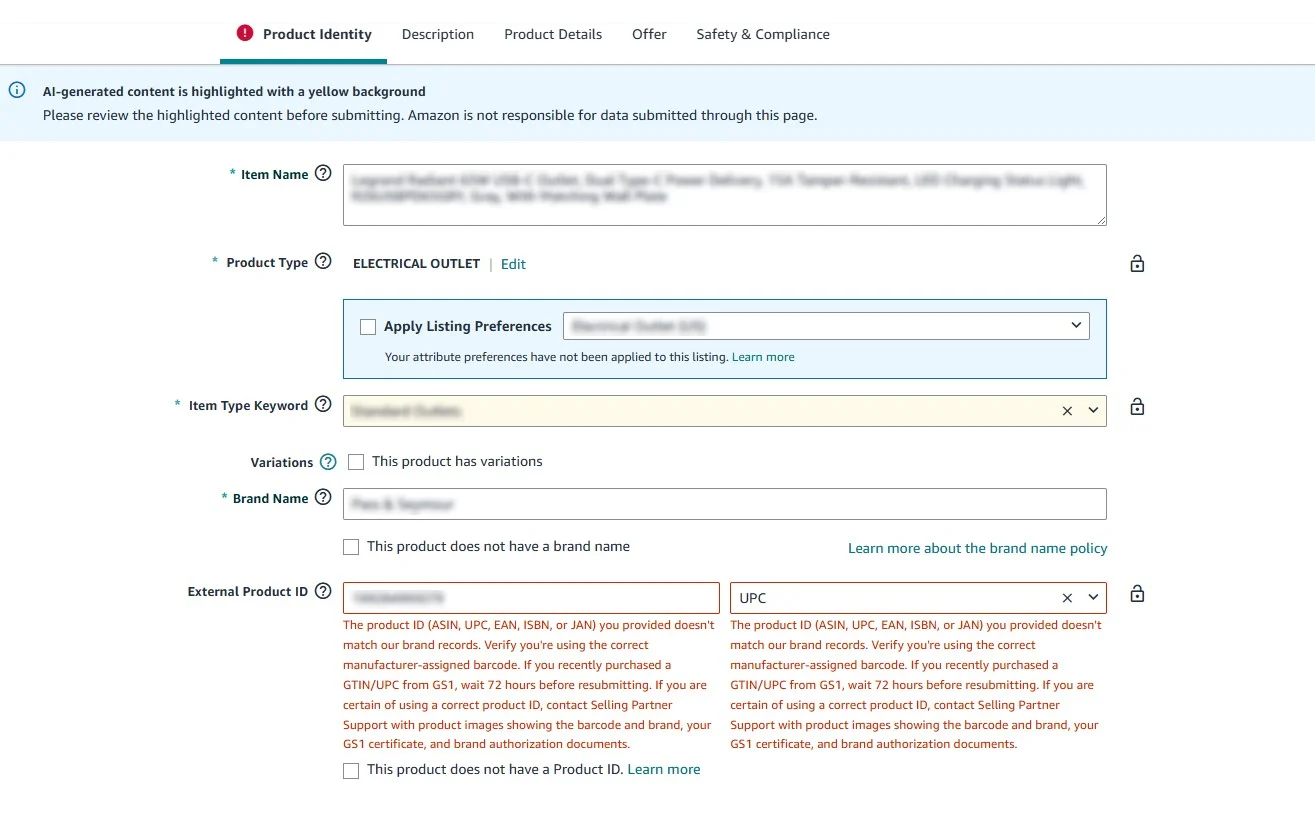 Product Identity Description Product Details Offer Safety & Compliance
AI-generated content is highlighted with a yellow background
Please review the highlighted content before submitting. Amazon is not responsible for data submitted through this page.
* Item Name
* Product Type ELECTRICAL OUTLET | Edit
Apply Listing Preferences
Your attribute preferences have not been applied to this listing. Learn more
* Item Type Keyword
Variations This product has variations
* Brand Name
This product does not have a brand name Learn more about the brand name policy
External Product ID UPC
The product ID (ASIN, UPC, EAN, ISBN, or JAN) you provided doesn't
match our brand records. Verify you're using the correct
manufacturer-assigned barcode. If you recently purchased a
GTIN/UPC from GS1, wait 72 hours before resubmitting. If you are
certain of using a correct product ID, contact Selling Partner
Support with product images showing the barcode and brand, your
GS1 certificate, and brand authorization documents.
The product ID (ASIN, UPC, EAN, ISBN, or JAN) you provided doesn't
match our brand records. Verify you're using the correct
manufacturer-assigned barcode. If you recently purchased a
GTIN/UPC from GS1, wait 72 hours before resubmitting. If you are
certain of using a correct product ID, contact Selling Partner
Support with product images showing the barcode and brand, your
GS1 certificate, and brand authorization documents.
This product does not have a Product ID. Learn more